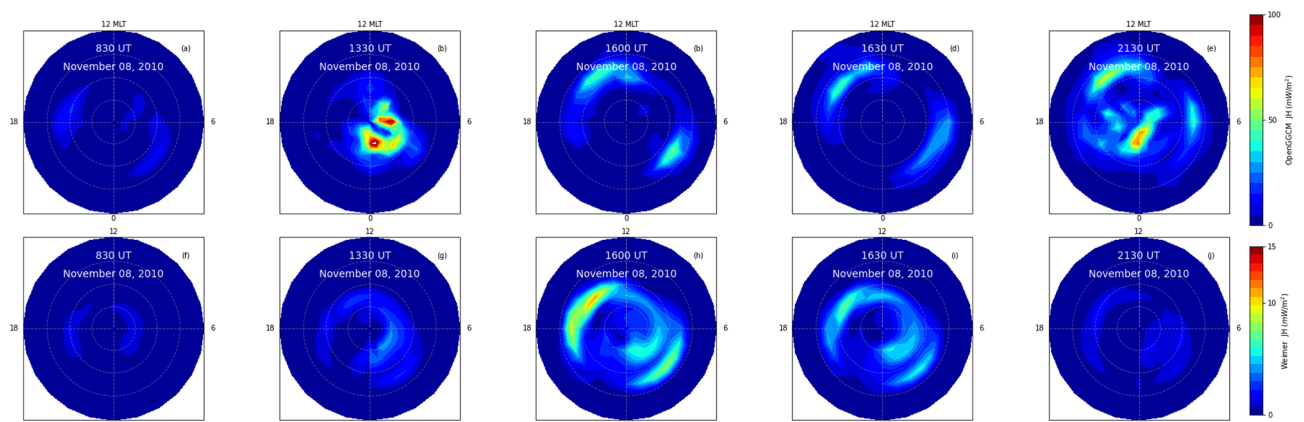 12 MLT
830 UT
(a)
November 08, 2010
18
6
0
12 MLT
1330 UT
(b)
November 08, 2010
18
6
0
12 MLT
1600 UT
(b)
November 08, 2010
18
6
0
12 MLT
1630 UT
(d)
November 08, 2010
18
6
0
12 MLT
2130 UT
(e)
November 08, 2010
18
6
0
100
50
0
OpenGGCM JH (mW/m²)
12
830 UT
(f)
November 08, 2010
18
6
12
1330 UT
(g)
November 08, 2010
18
6
12
1600 UT
(h)
November 08, 2010
18
6
12
1630 UT
(i)
November 08, 2010
18
6
12
2130 UT
(j)
November 08, 2010
18
6
15
10
0
Weimer JH (mW/m²)